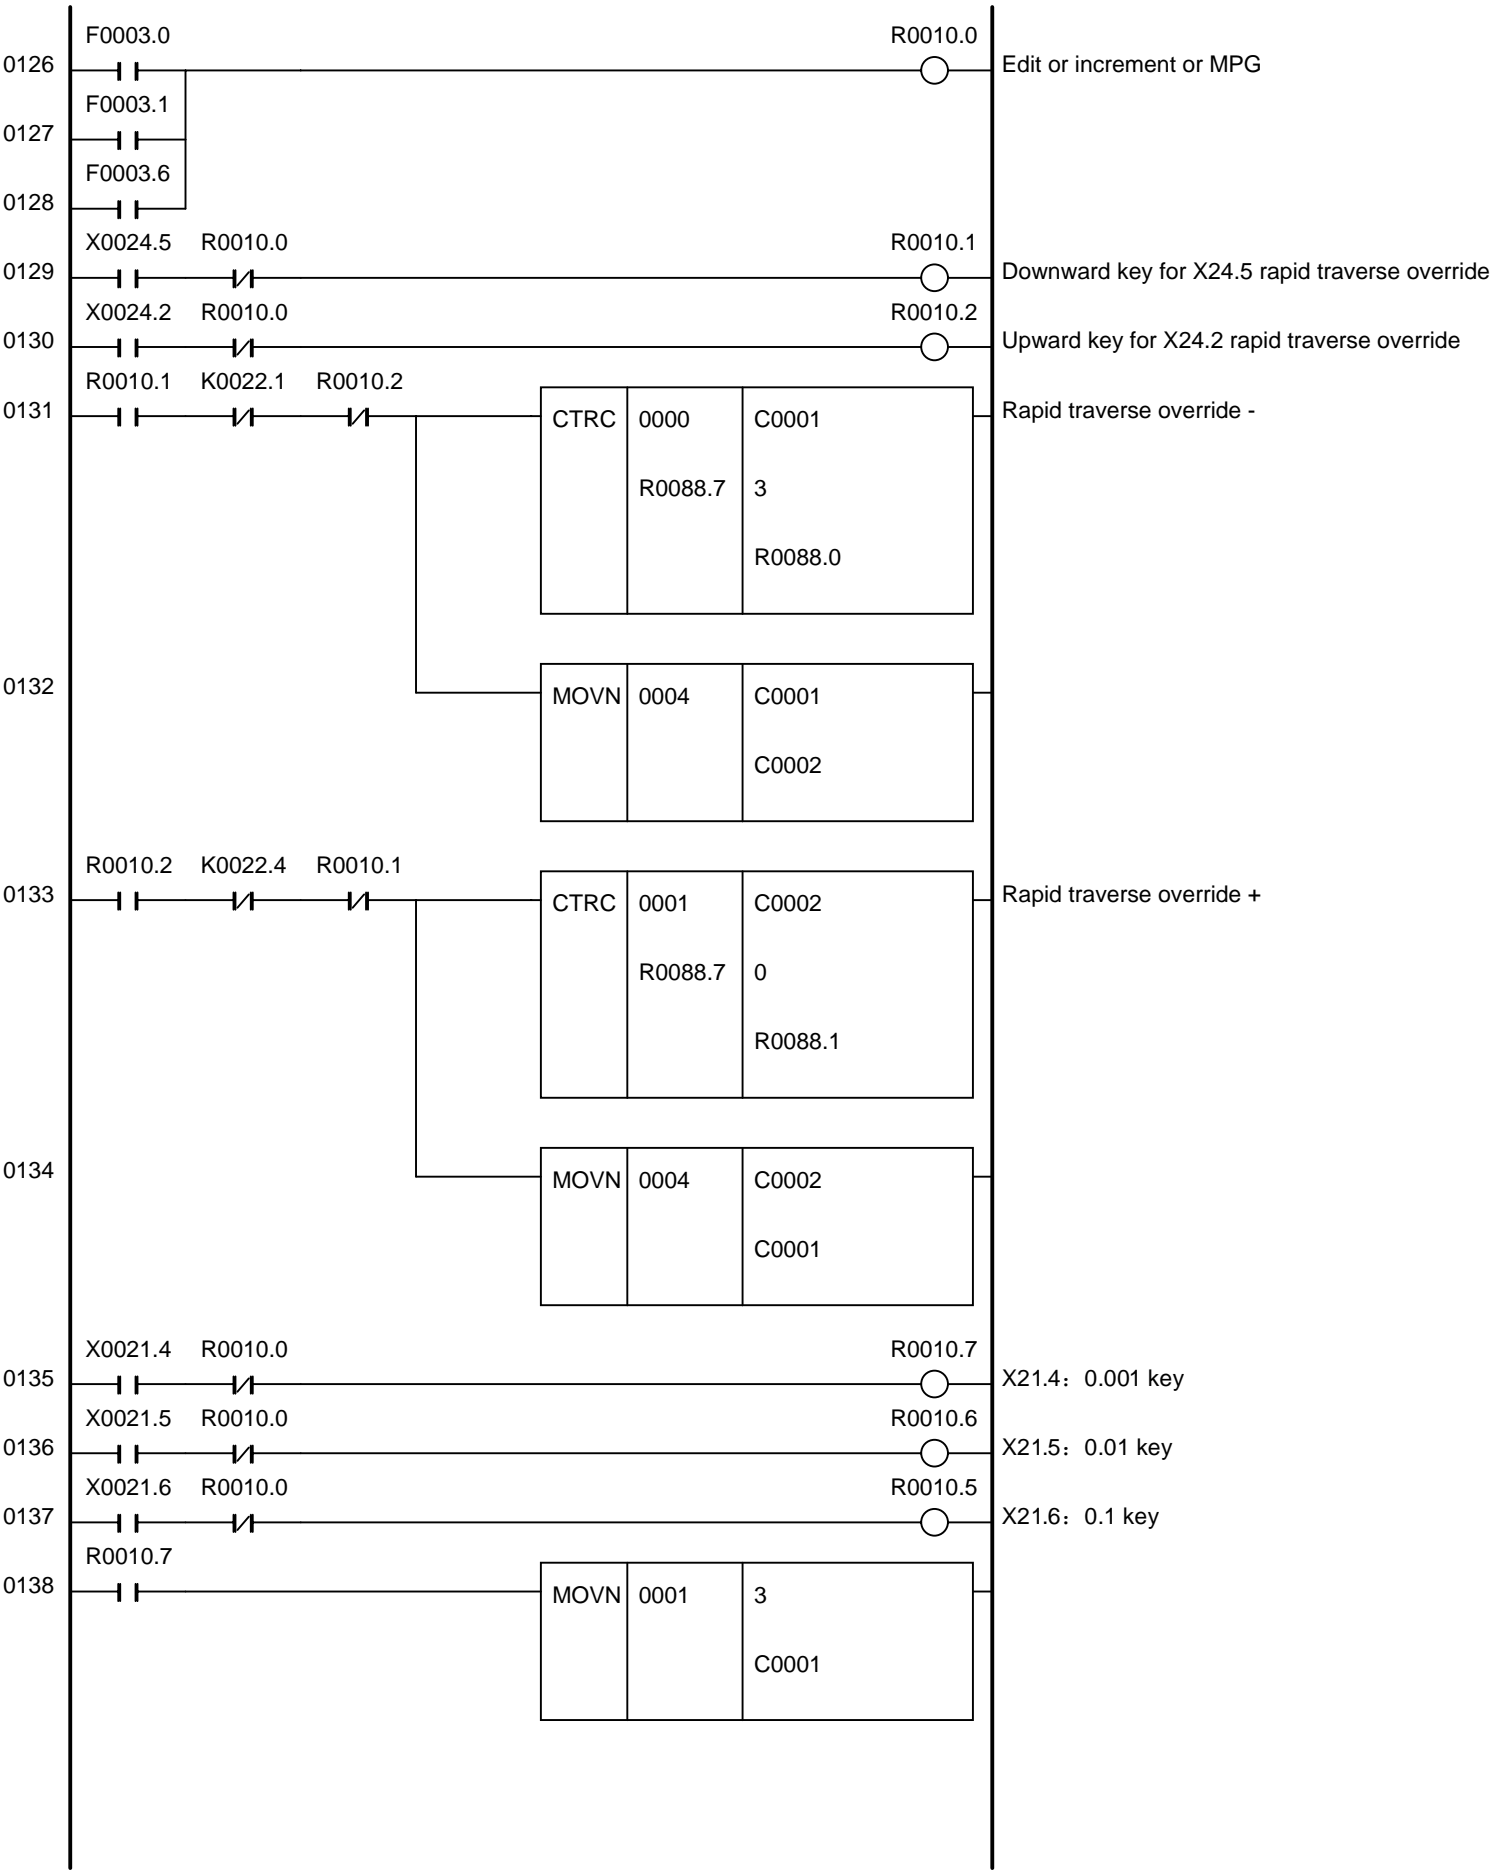 F0003.0 R0010.0
0126 Edit or increment or MPG
F0003.1
0127
F0003.6
0128
X0024.5 R0010.0 R0010.1
0129 Downward key for X24.5 rapid traverse override
X0024.2 R0010.0 R0010.2
0130 Upward key for X24.2 rapid traverse override
R0010.1 K0022.1 R0010.2
0131 CTRC 0000 C0001 Rapid traverse override -
R0088.7 3
R0088.0
0132 MOVN 0004 C0001
C0002
R0010.2 K0022.4 R0010.1
0133 CTRC 0001 C0002 Rapid traverse override +
R0088.7 0
R0088.1
0134 MOVN 0004 C0002
C0001
X0021.4 R0010.0 R0010.7
0135 X21.4：0.001 key
X0021.5 R0010.0 R0010.6
0136 X21.5：0.01 key
X0021.6 R0010.0 R0010.5
0137 X21.6：0.1 key
R0010.7
0138 MOVN 0001 3
C0001